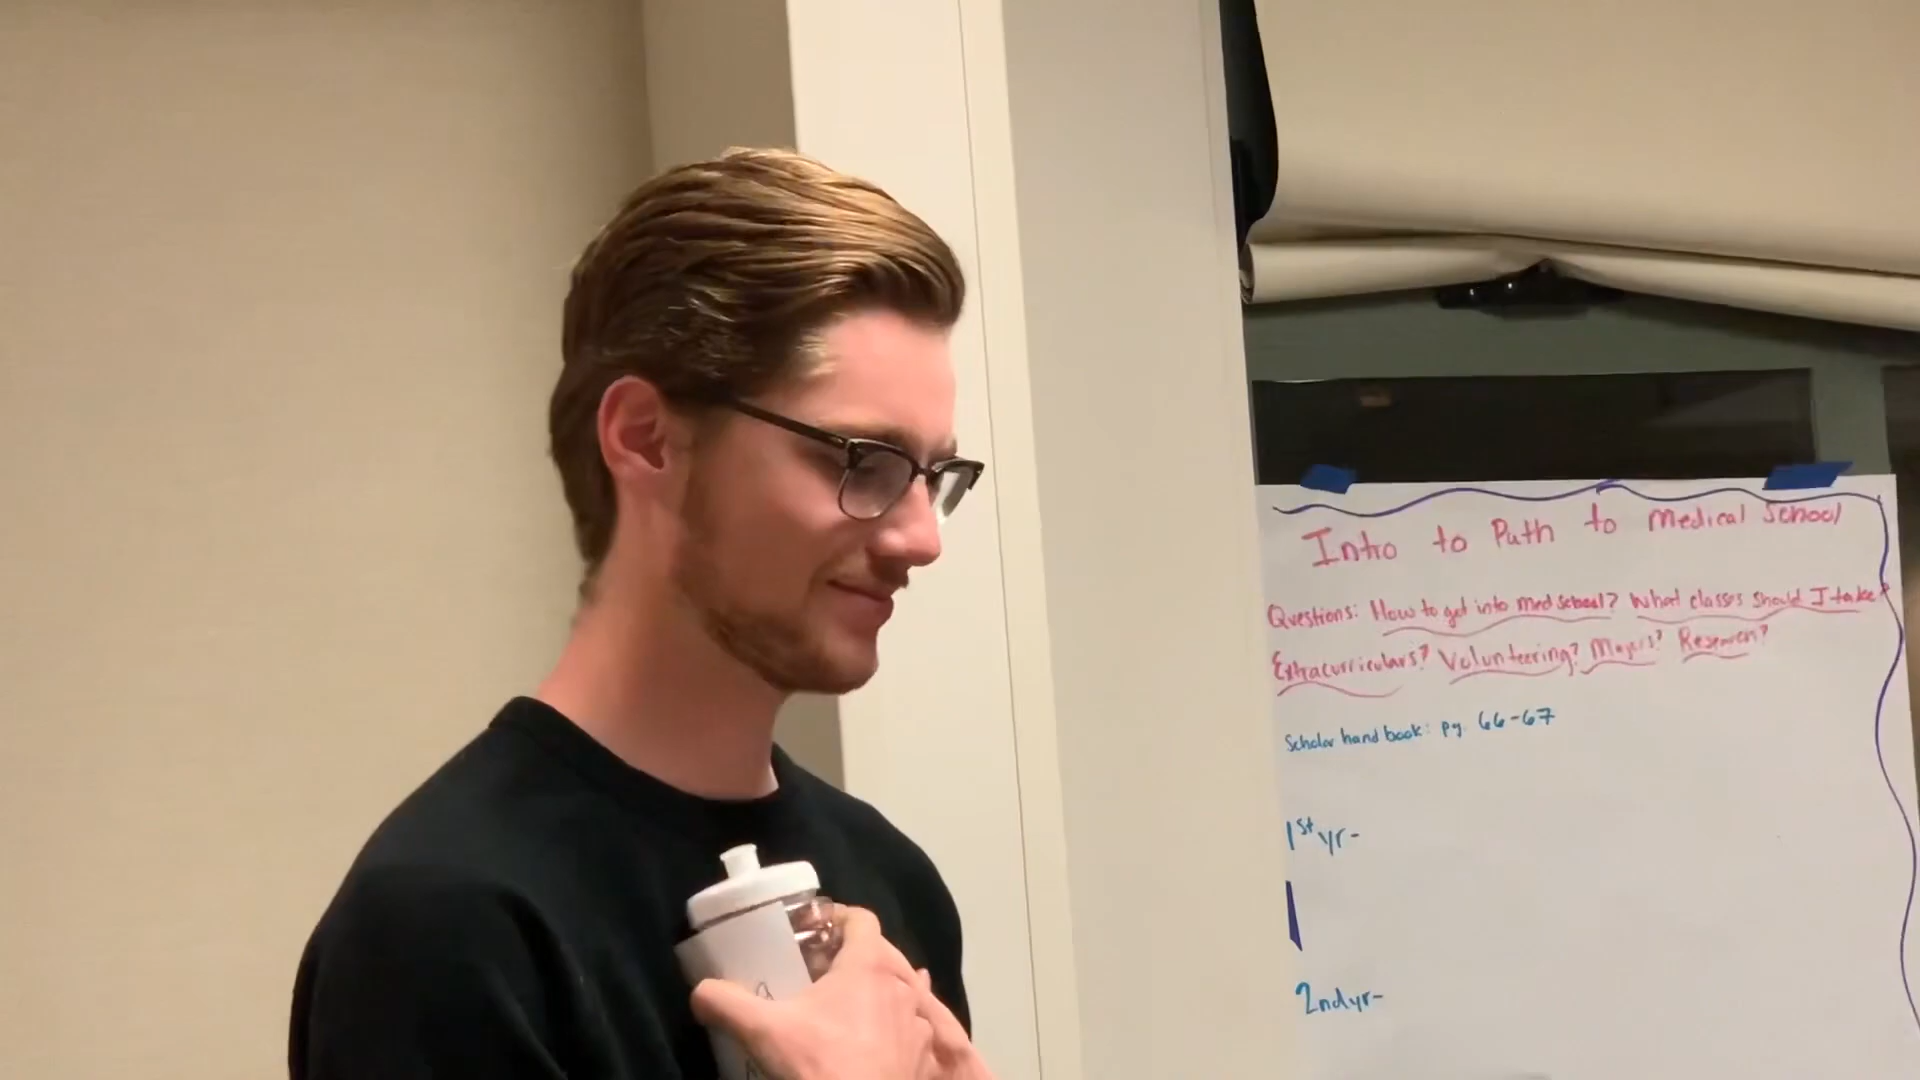 Intro to Path to Medical School
Questions: How to get into med school? What classes should I take?
Extracurriculars? Volunteering? Majors? Research?
Scholar handbook: pg. 66-67
1st yr-
2nd yr-